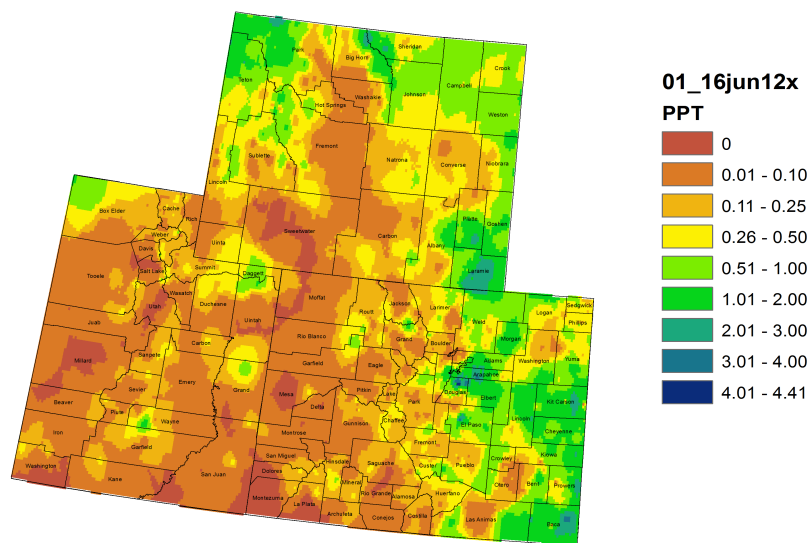 01_16jun12x
PPT
0
0.01 - 0.10
0.11 - 0.25
0.26 - 0.50
0.51 - 1.00
1.01 - 2.00
2.01 - 3.00
3.01 - 4.00
4.01 - 4.41
Park
Big Horn
Sheridan
Crook
Teton
Campbell
Johnson
Washakie
Hot Springs
Weston
Fremont
Sublette
Natrona
Converse
Niobrara
Lincoln
Platte
Goshen
Sweetwater
Carbon
Albany
Uinta
Laramie
Box Elder
Cache
Rich
Weber
Davis
Salt Lake
Summit
Daggett
Tooele
Wasatch
Duchesne
Utah
Uintah
Juab
Carbon
Sanpete
Millard
Emery
Grand
Sevier
Beaver
Piute
Wayne
Iron
Garfield
Washington
Kane
San Juan
Moffat
Routt
Jackson
Larimer
Weld
Logan
Sedgwick
Phillips
Morgan
Grand
Boulder
Rio Blanco
Washington
Yuma
Adams
Arapahoe
Garfield
Eagle
Douglas
Elbert
Kit Carson
Mesa
Pitkin
Lake
Park
Delta
Lincoln
Gunnison
Chaffee
El Paso
Cheyenne
Montrose
Fremont
Kiowa
San Miguel
Hinsdale
Saguache
Custer
Pueblo
Crowley
Dolores
Mineral
Otero
Bent
Prowers
Montezuma
La Plata
Rio Grande
Alamosa
Huerfano
Archuleta
Conejos
Costilla
Las Animas
Baca